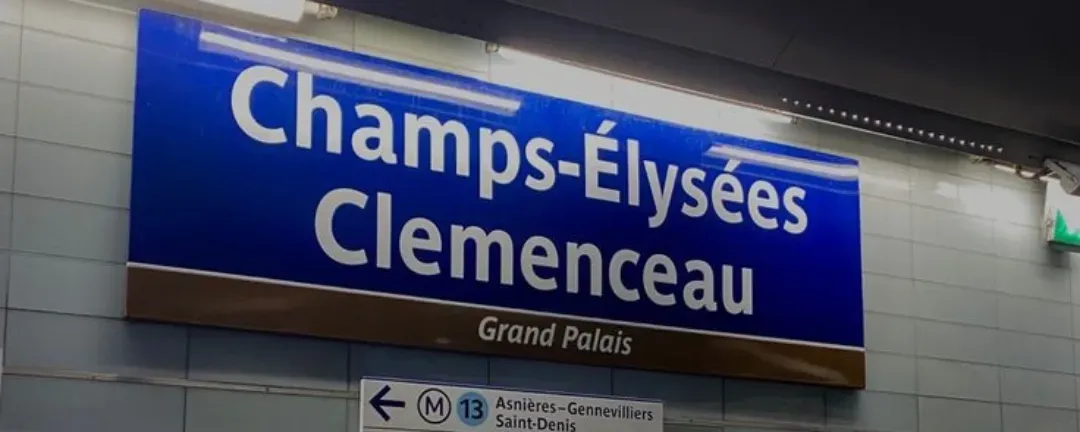 Champs-Élysées
Clemenceau
Grand Palais
M 13 Asnières–Gennevilliers
Saint-Denis